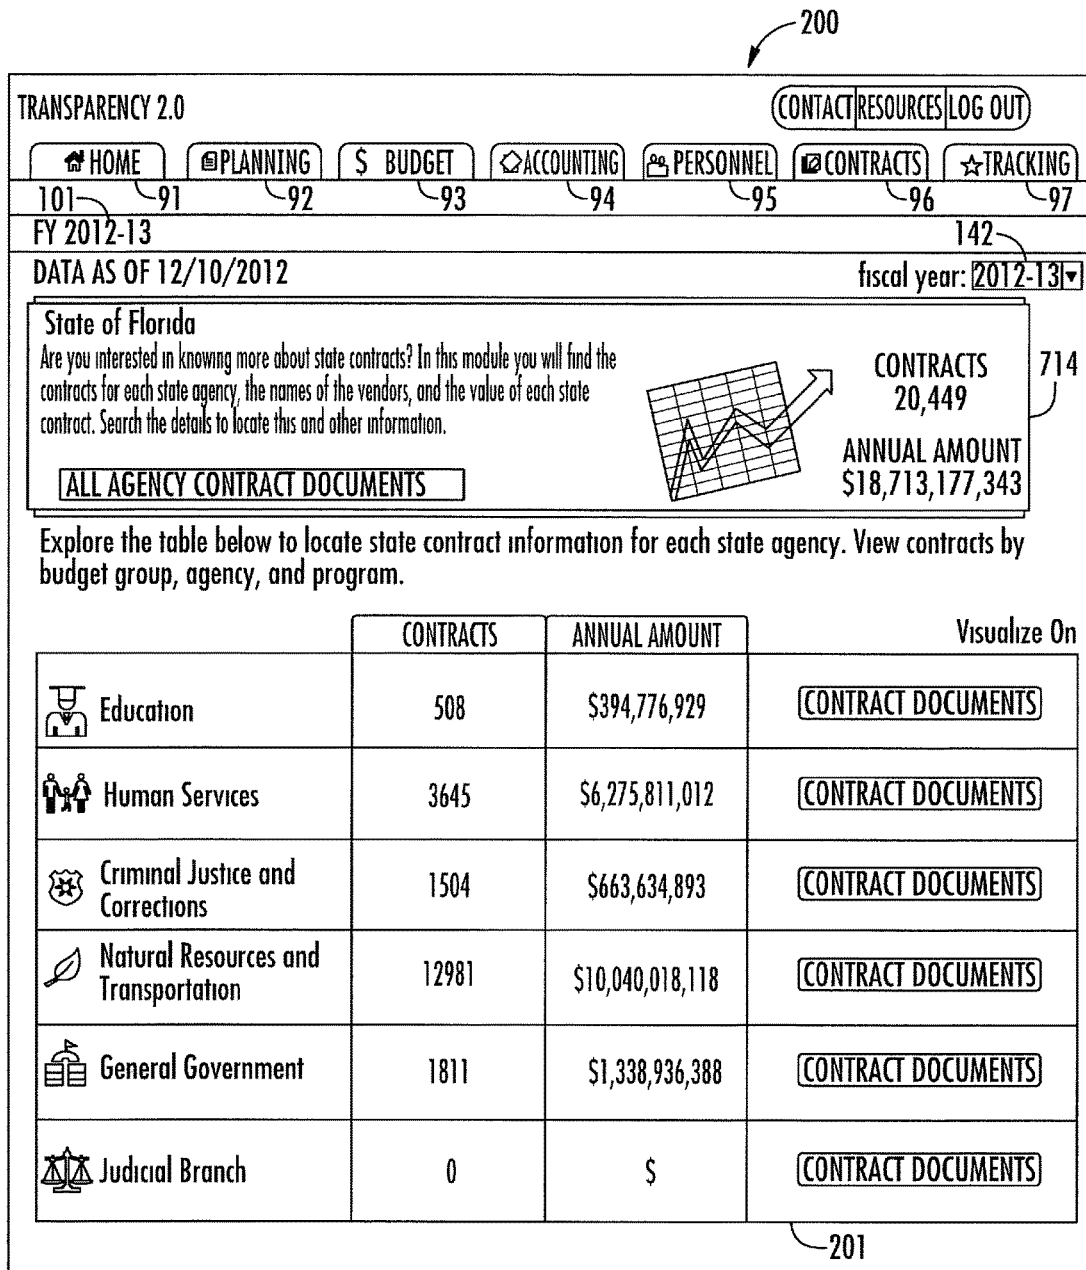 200
TRANSPARENCY 2.0
CONTACT RESOURCES LOG OUT
HOME PLANNING $ BUDGET ACCOUNTING PERSONNEL CONTRACTS TRACKING
101 91 92 93 94 95 96 97
FY 2012-13
142
DATA AS OF 12/10/2012
fiscal year: 2012-13
State of Florida
Are you interested in knowing more about state contracts? In this module you will find the
contracts for each state agency, the names of the vendors, and the value of each state
contract. Search the details to locate this and other information.
ALL AGENCY CONTRACT DOCUMENTS
CONTRACTS
20,449
ANNUAL AMOUNT
$18,713,177,343
714
Explore the table below to locate state contract information for each state agency. View contracts by
budget group, agency, and program.
CONTRACTS ANNUAL AMOUNT Visualize On
Education 508 $394,776,929 CONTRACT DOCUMENTS
Human Services 3645 $6,275,811,012 CONTRACT DOCUMENTS
Criminal Justice and
Corrections 1504 $663,634,893 CONTRACT DOCUMENTS
Natural Resources and
Transportation 12981 $10,040,018,118 CONTRACT DOCUMENTS
General Government 1811 $1,338,936,388 CONTRACT DOCUMENTS
Judicial Branch 0 $ CONTRACT DOCUMENTS
201